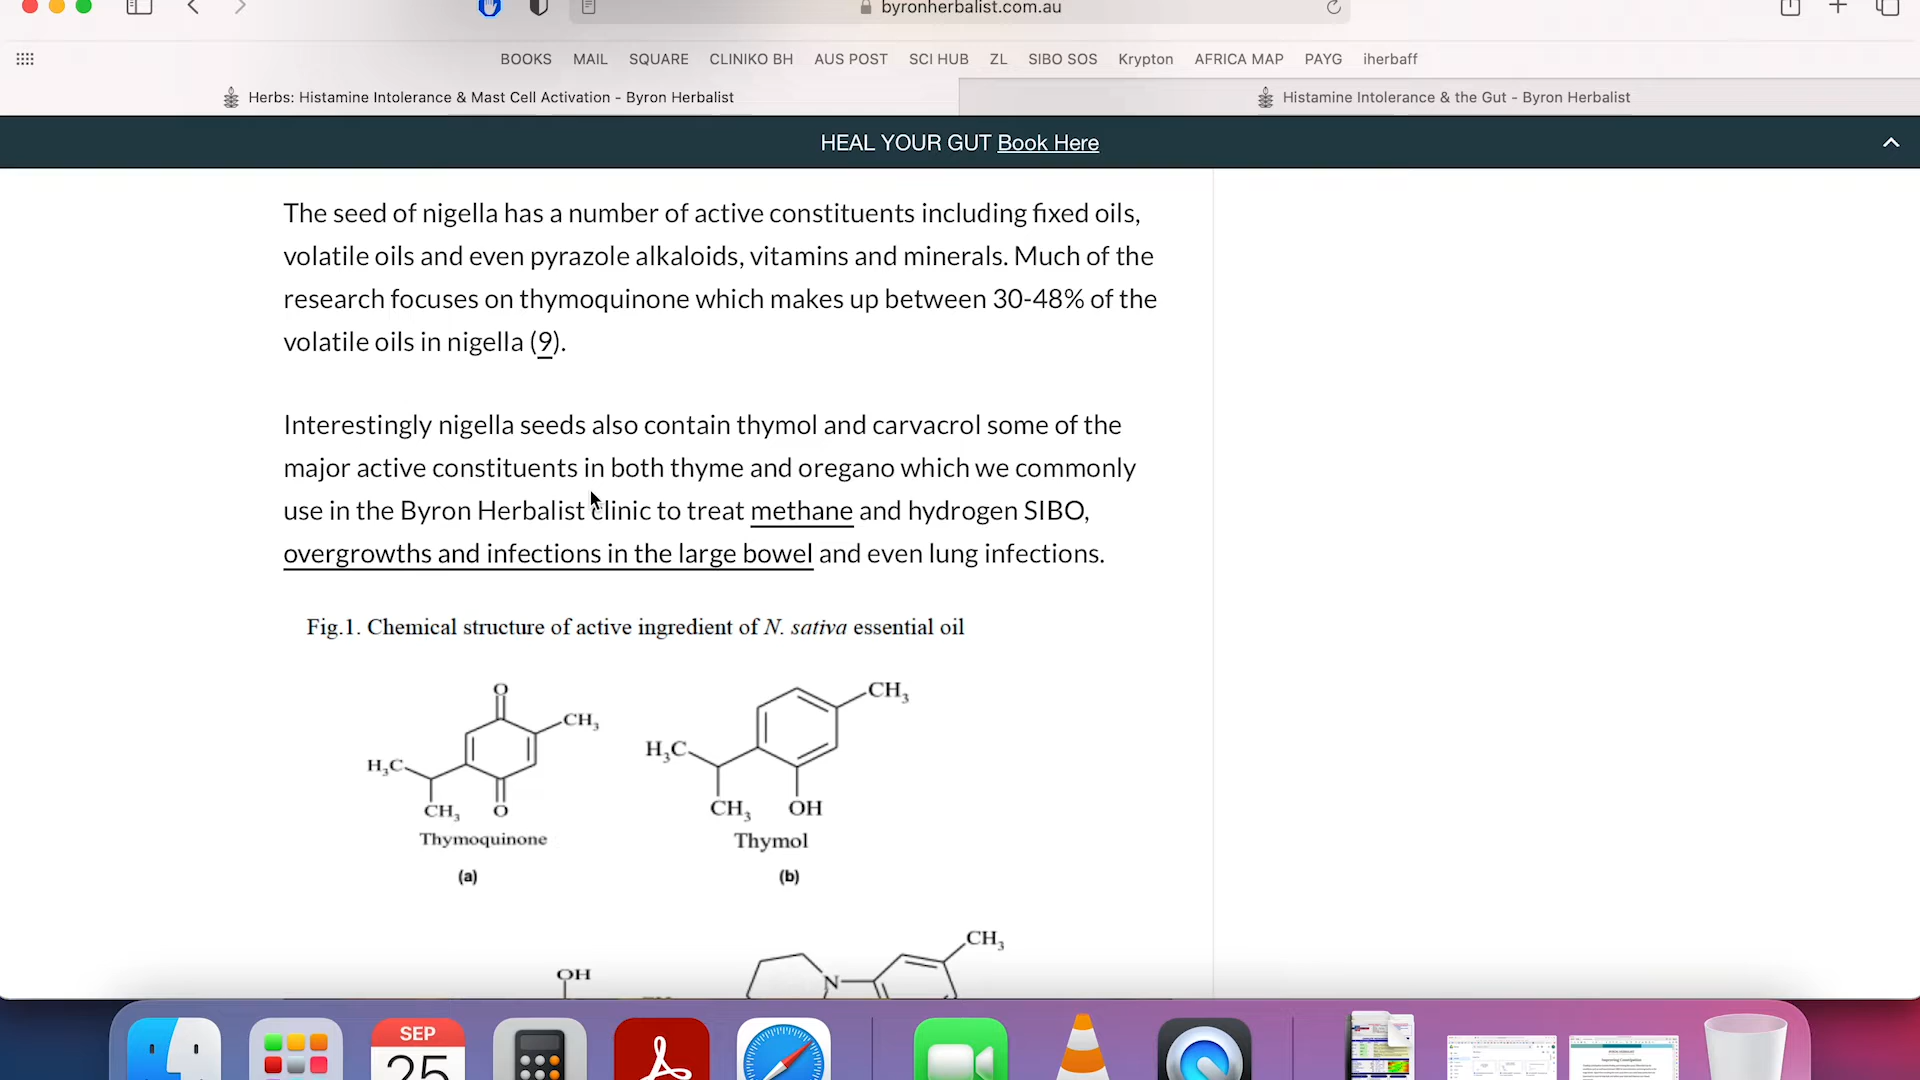 byronherbalist.com.au
BOOKS MAIL SQUARE CLINIKO BH AUS POST SCI HUB ZL SIBO SOS Krypton AFRICA MAP PAYG iherbaff
Herbs: Histamine Intolerance & Mast Cell Activation - Byron Herbalist
Histamine Intolerance & the Gut - Byron Herbalist
HEAL YOUR GUT Book Here
The seed of nigella has a number of active constituents including fixed oils,
volatile oils and even pyrazole alkaloids, vitamins and minerals. Much of the
research focuses on thymoquinone which makes up between 30-48% of the
volatile oils in nigella (9).
Interestingly nigella seeds also contain thymol and carvacrol some of the
major active constituents in both thyme and oregano which we commonly
use in the Byron Herbalist clinic to treat methane and hydrogen SIBO,
overgrowths and infections in the large bowel and even lung infections.
Fig.1. Chemical structure of active ingredient of N. sativa essential oil
O
CH3
H3C
CH3 O
Thymoquinone
(a)
CH3
H3C
CH3 OH
Thymol
(b)
CH3
OH
N
SEP
25